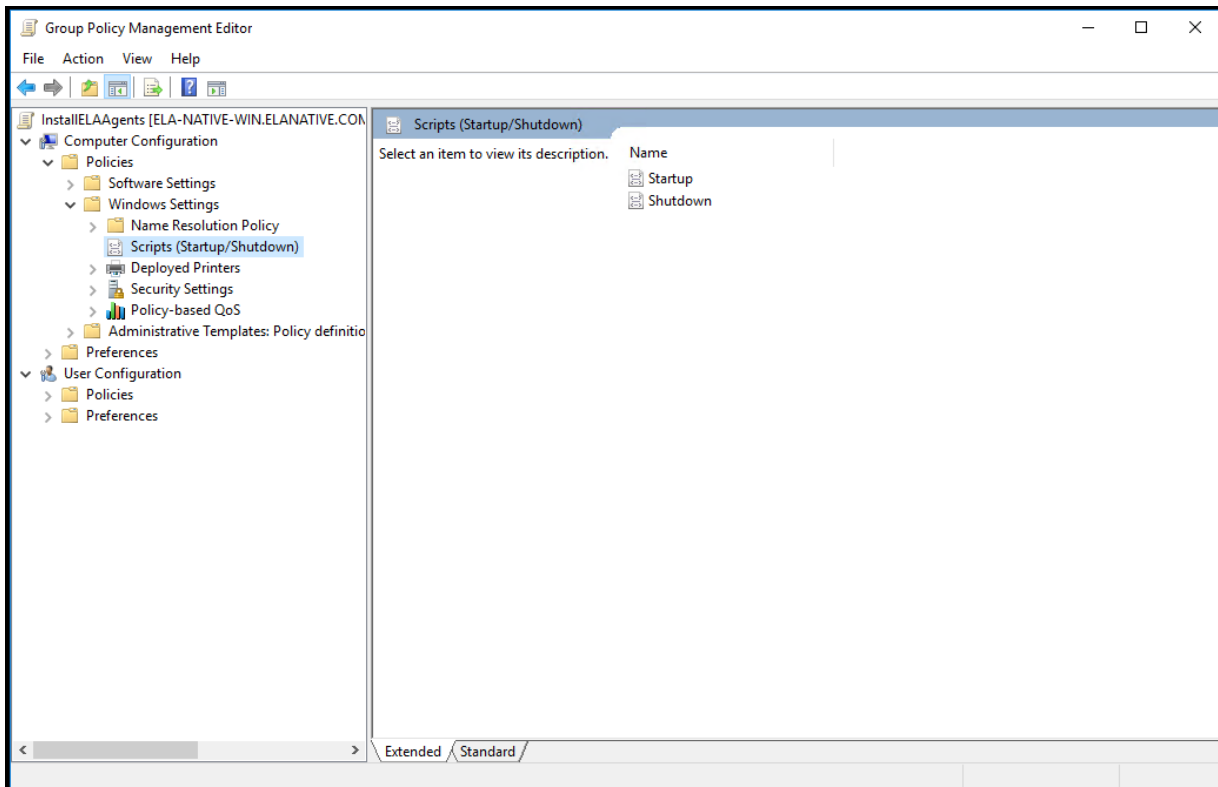 Group Policy Management Editor
File Action View Help
InstallELAAgents [ELA-NATIVE-WIN.ELANATIVE.CON
Computer Configuration
Policies
Software Settings
Windows Settings
Name Resolution Policy
Scripts (Startup/Shutdown)
Deployed Printers
Security Settings
Policy-based QoS
Administrative Templates: Policy definitio
Preferences
User Configuration
Policies
Preferences
Scripts (Startup/Shutdown)
Select an item to view its description.
Name
Startup
Shutdown
Extended Standard